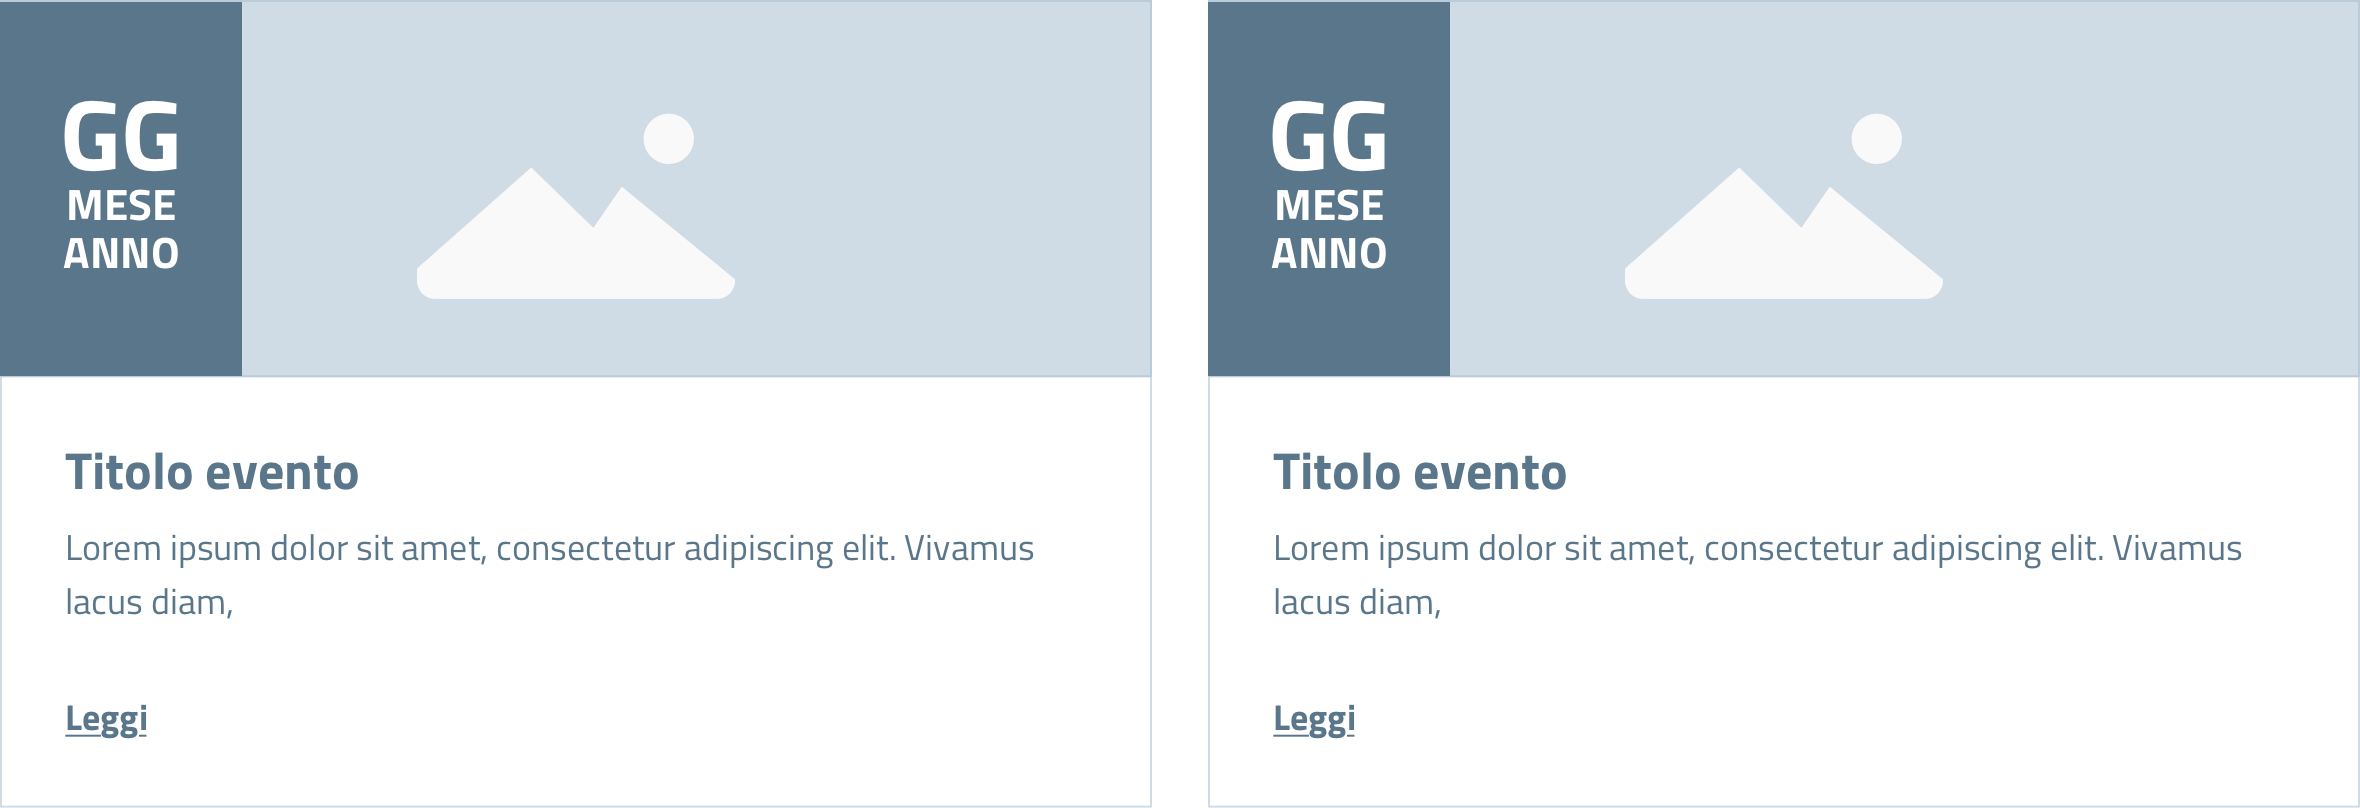 GG
MESE
ANNO
Titolo evento
Lorem ipsum dolor sit amet, consectetur adipiscing elit. Vivamus
lacus diam,
Leggi
GG
MESE
ANNO
Titolo evento
Lorem ipsum dolor sit amet, consectetur adipiscing elit. Vivamus
lacus diam,
Leggi